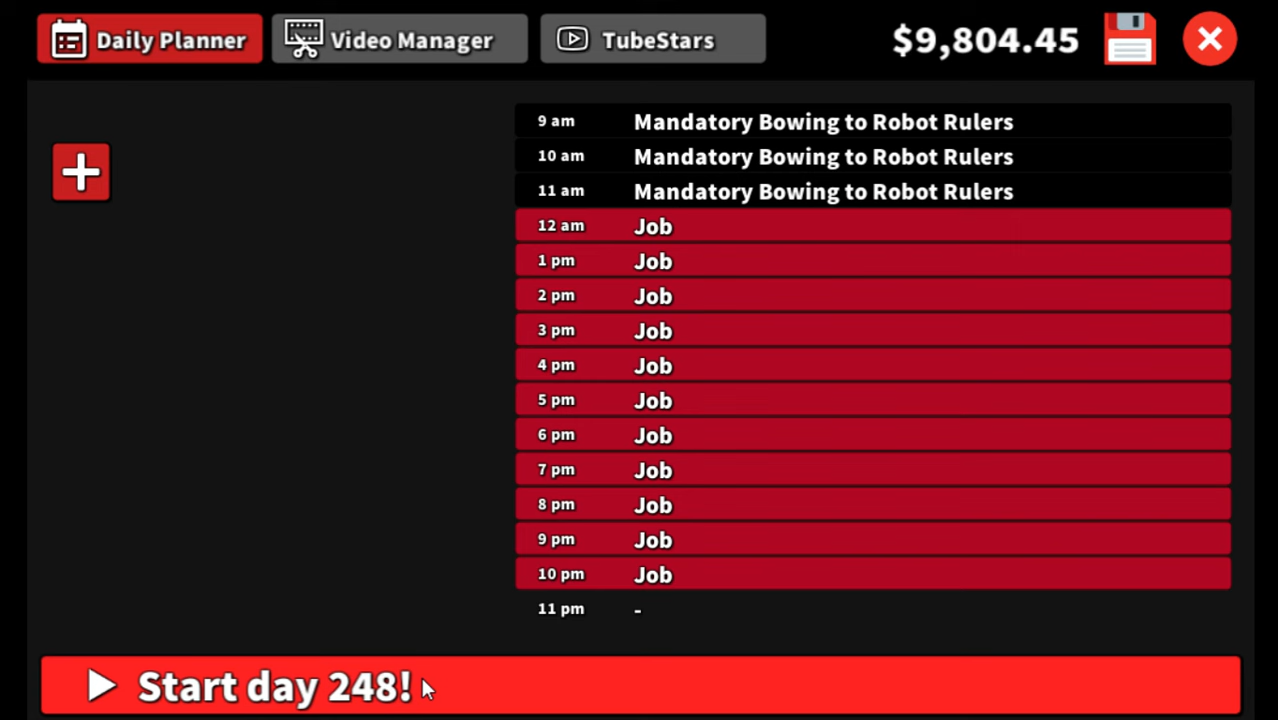 Daily Planner Video Manager TubeStars $9,804.45
9 am Mandatory Bowing to Robot Rulers
10 am Mandatory Bowing to Robot Rulers
11 am Mandatory Bowing to Robot Rulers
12 am Job
1 pm Job
2 pm Job
3 pm Job
4 pm Job
5 pm Job
6 pm Job
7 pm Job
8 pm Job
9 pm Job
10 pm Job
11 pm -
Start day 248!